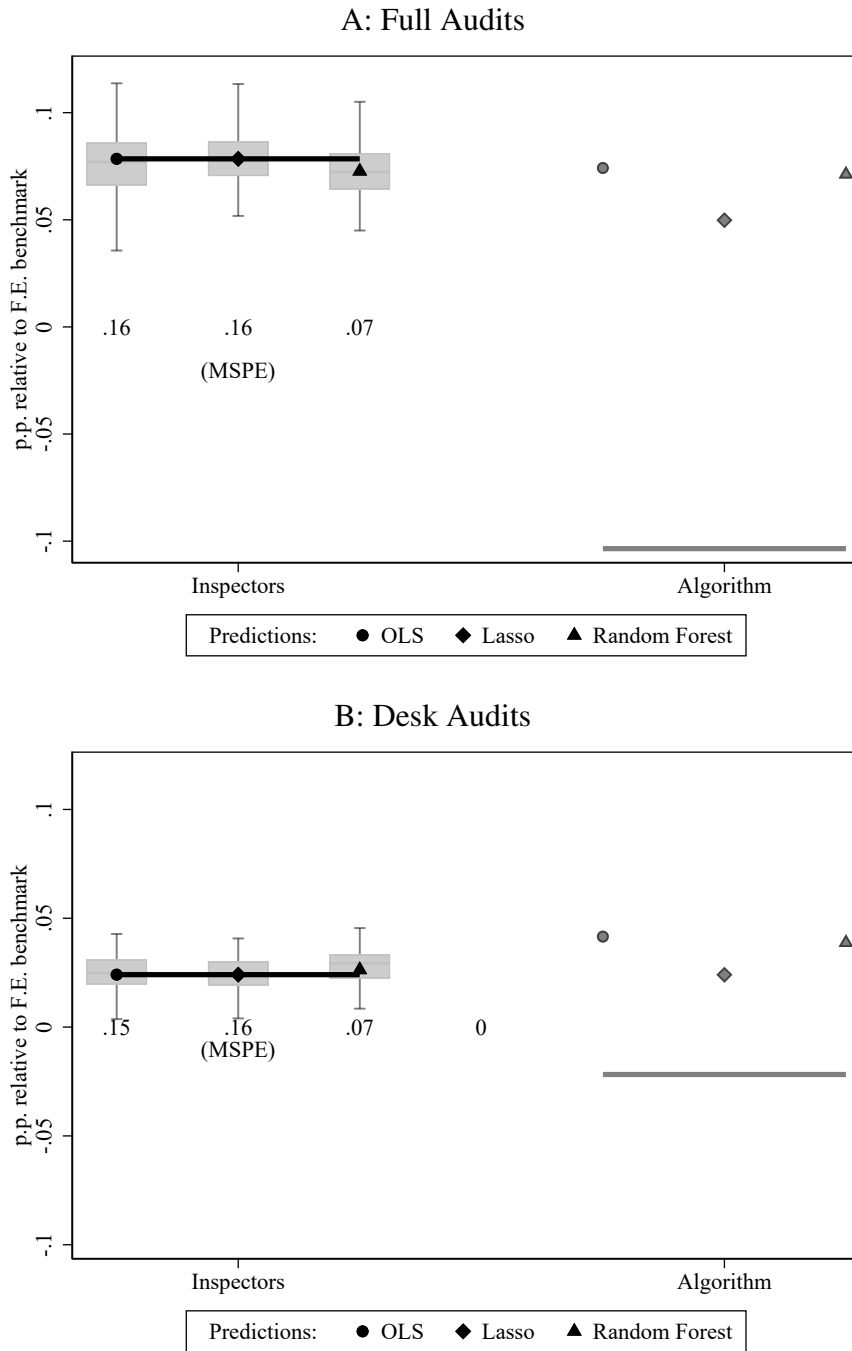 A: Full Audits
p.p. relative to F.E. benchmark
.1
.05
0
-.05
-.1
.16 .16 .07
(MSPE)
Inspectors Algorithm
Predictions: OLS Lasso Random Forest
B: Desk Audits
p.p. relative to F.E. benchmark
.1
.05
0
-.05
-.1
.15 .16 .07 0
(MSPE)
Inspectors Algorithm
Predictions: OLS Lasso Random Forest